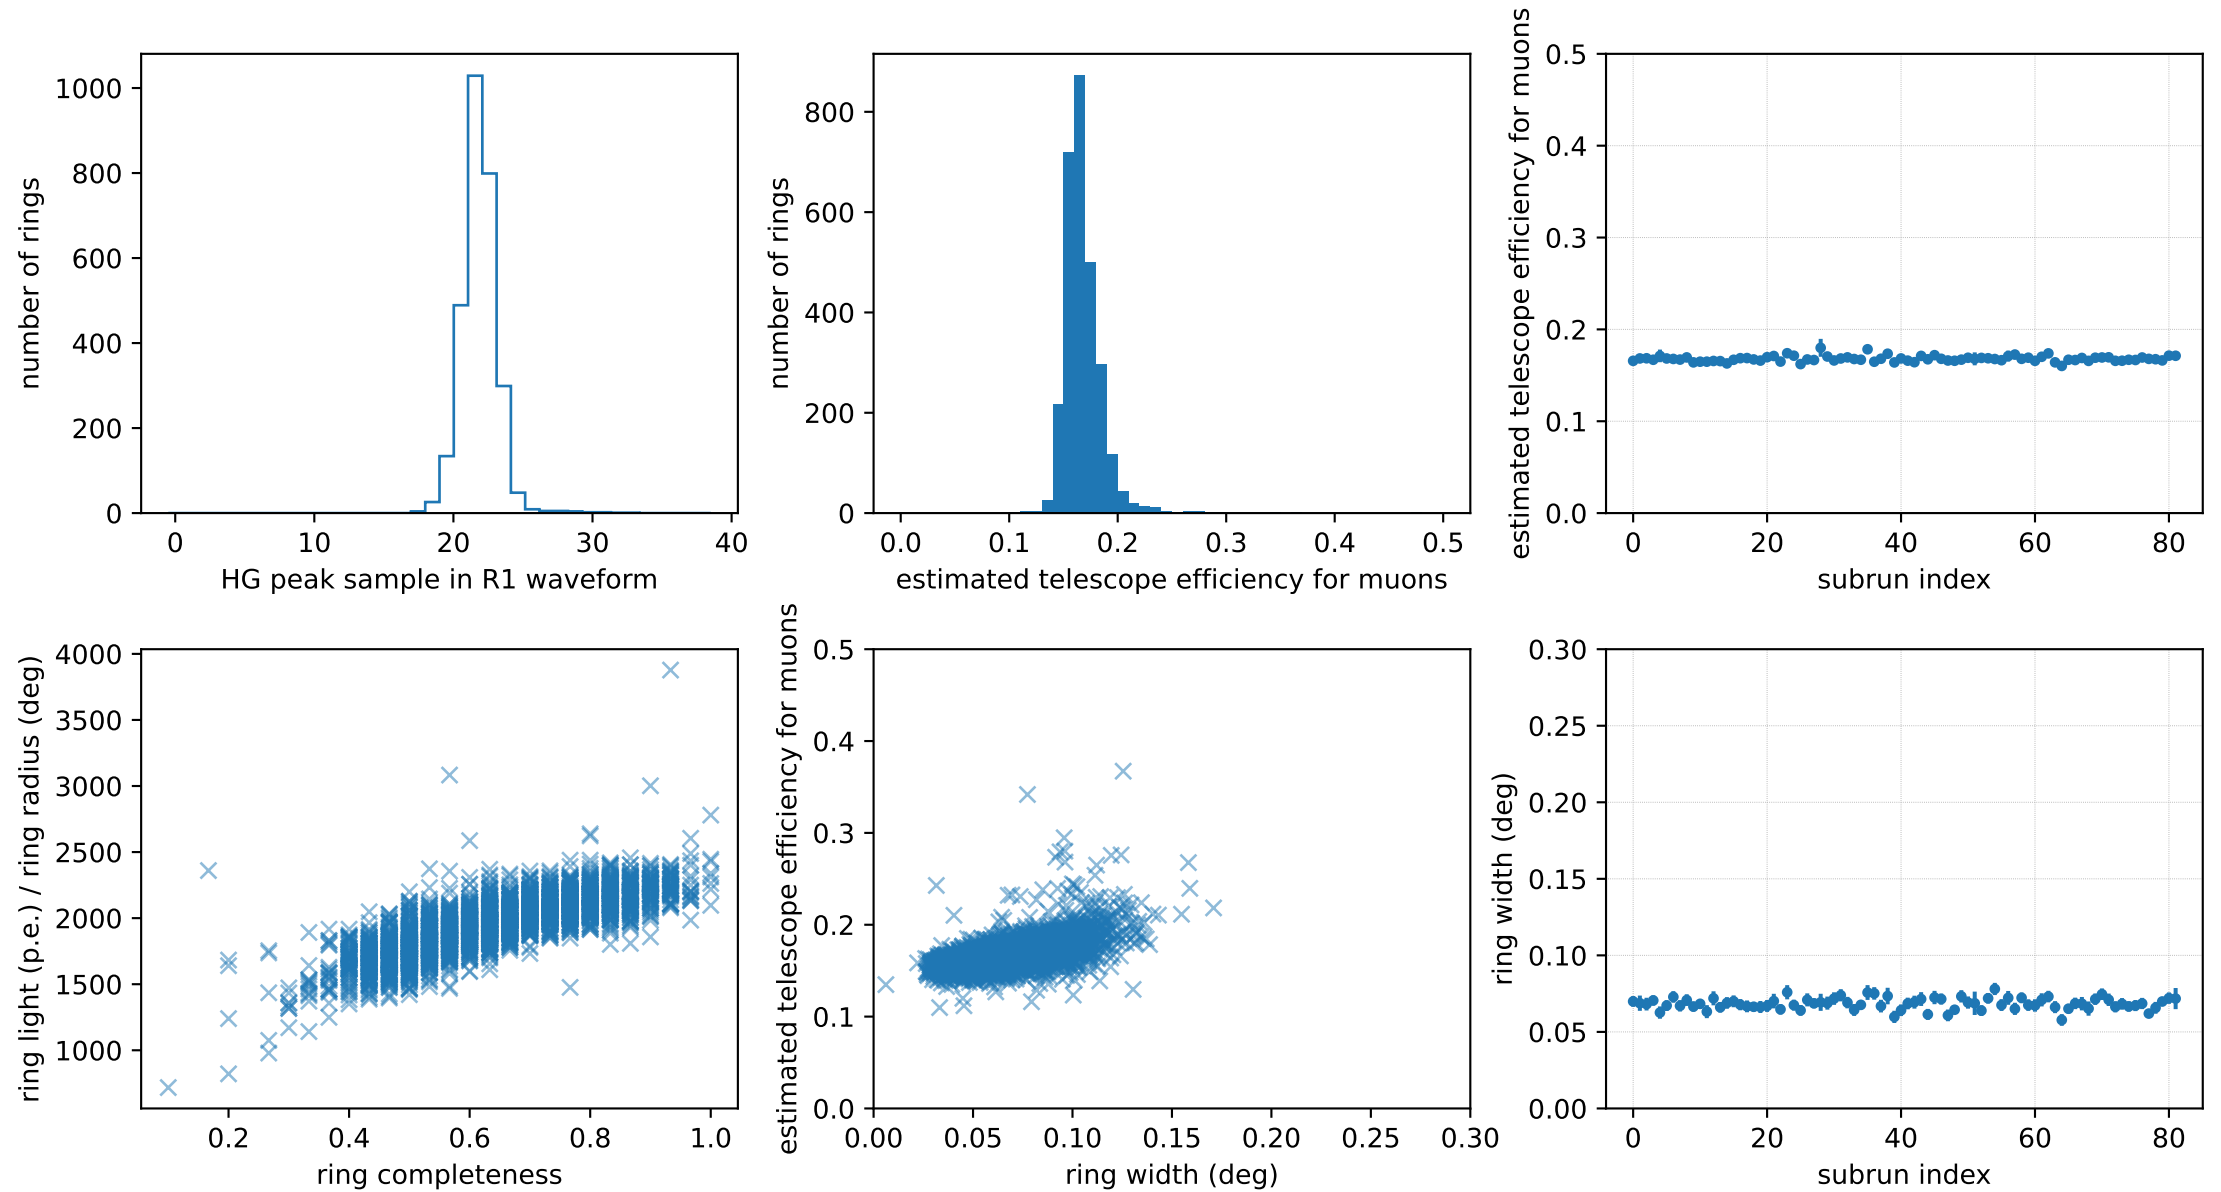 number of rings
1000
800
600
400
200
0
0 10 20 30 40
HG peak sample in R1 waveform
number of rings
800
600
400
200
0
0.0 0.1 0.2 0.3 0.4 0.5
estimated telescope efficiency for muons
estimated telescope efficiency for muons
0.5
0.4
0.3
0.2
0.1
0.0
0 20 40 60 80
subrun index
ring light (p.e.) / ring radius (deg)
4000
3500
3000
2500
2000
1500
1000
0.2 0.4 0.6 0.8 1.0
ring completeness
estimated telescope efficiency for muons
0.5
0.4
0.3
0.2
0.1
0.0
0.00 0.05 0.10 0.15 0.20 0.25 0.30
ring width (deg)
ring width (deg)
0.30
0.25
0.20
0.15
0.10
0.05
0.00
0 20 40 60 80
subrun index